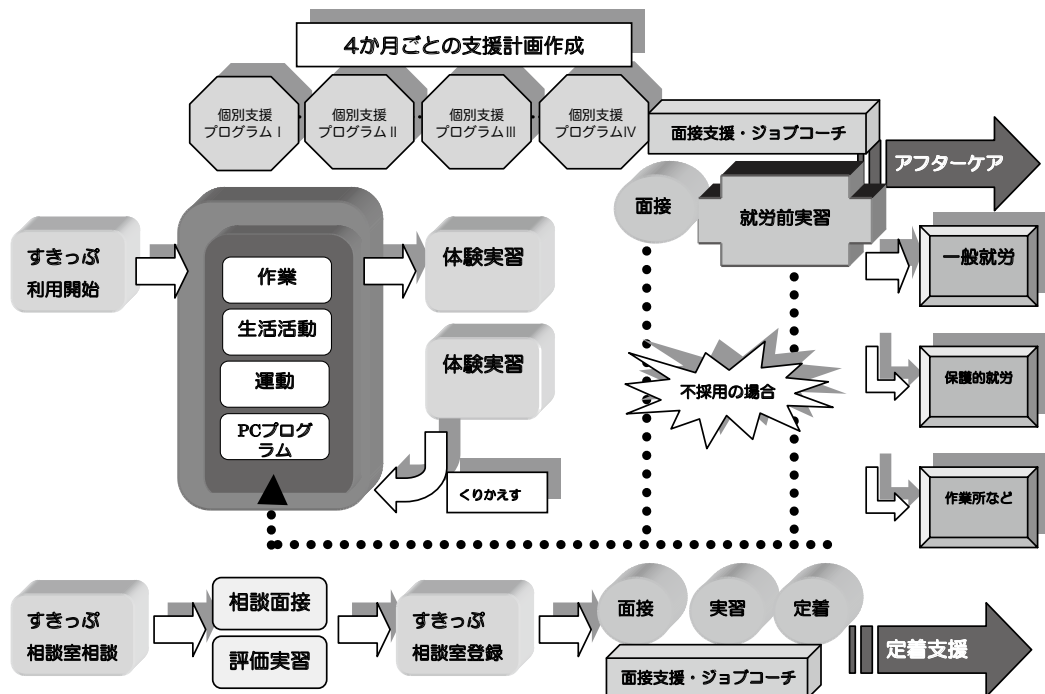 4か月ごとの支援計画作成
個別支援
プログラムⅠ
個別支援
プログラムⅡ
個別支援
プログラムⅢ
個別支援
プログラムⅣ
面接支援・ジョブコーチ
アフターケア
面接
就労前実習
すきっぷ
利用開始
作業
生活活動
運動
PCプログ
ラム
体験実習
体験実習
くりかえす
不採用の場合
一般就労
保護的就労
作業所など
すきっぷ
相談室相談
相談面接
評価実習
すきっぷ
相談室登録
面接
実習
定着
面接支援・ジョブコーチ
定着支援